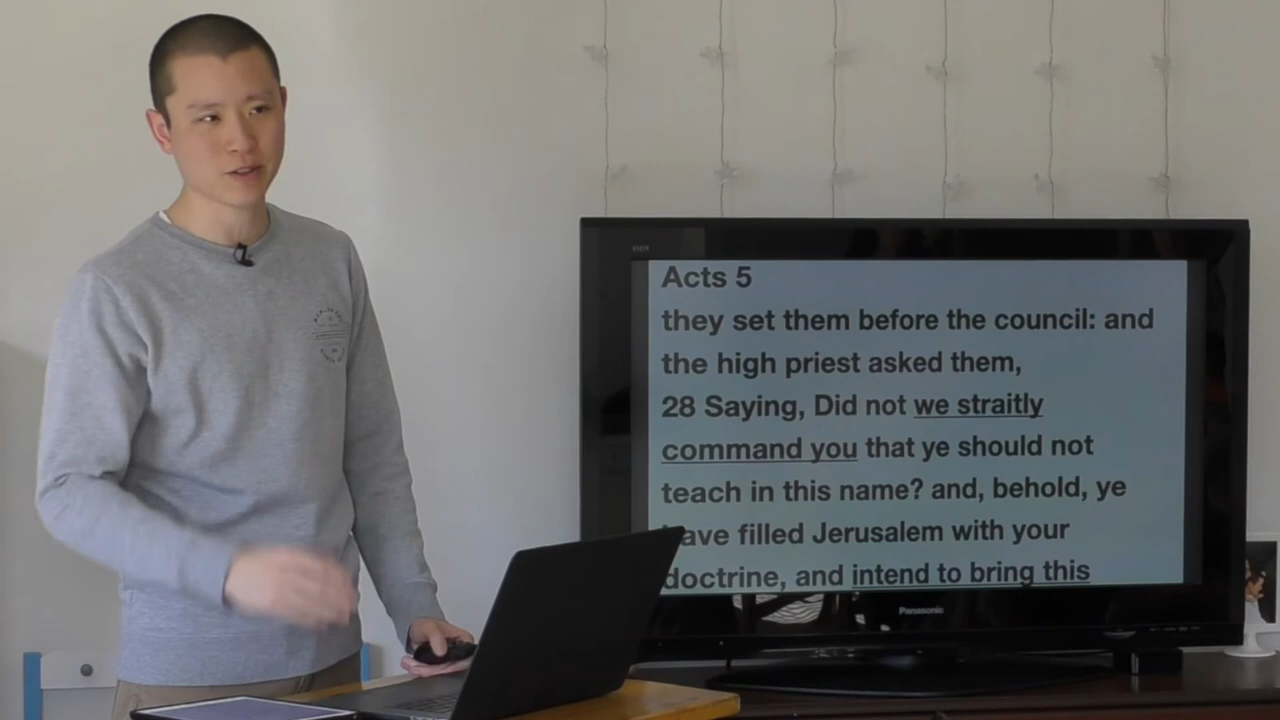 Acts 5
they set them before the council: and
the high priest asked them,
28 Saying, Did not we straitly
command you that ye should not
teach in this name? and, behold, ye
have filled Jerusalem with your
doctrine, and intend to bring this
Panasonic